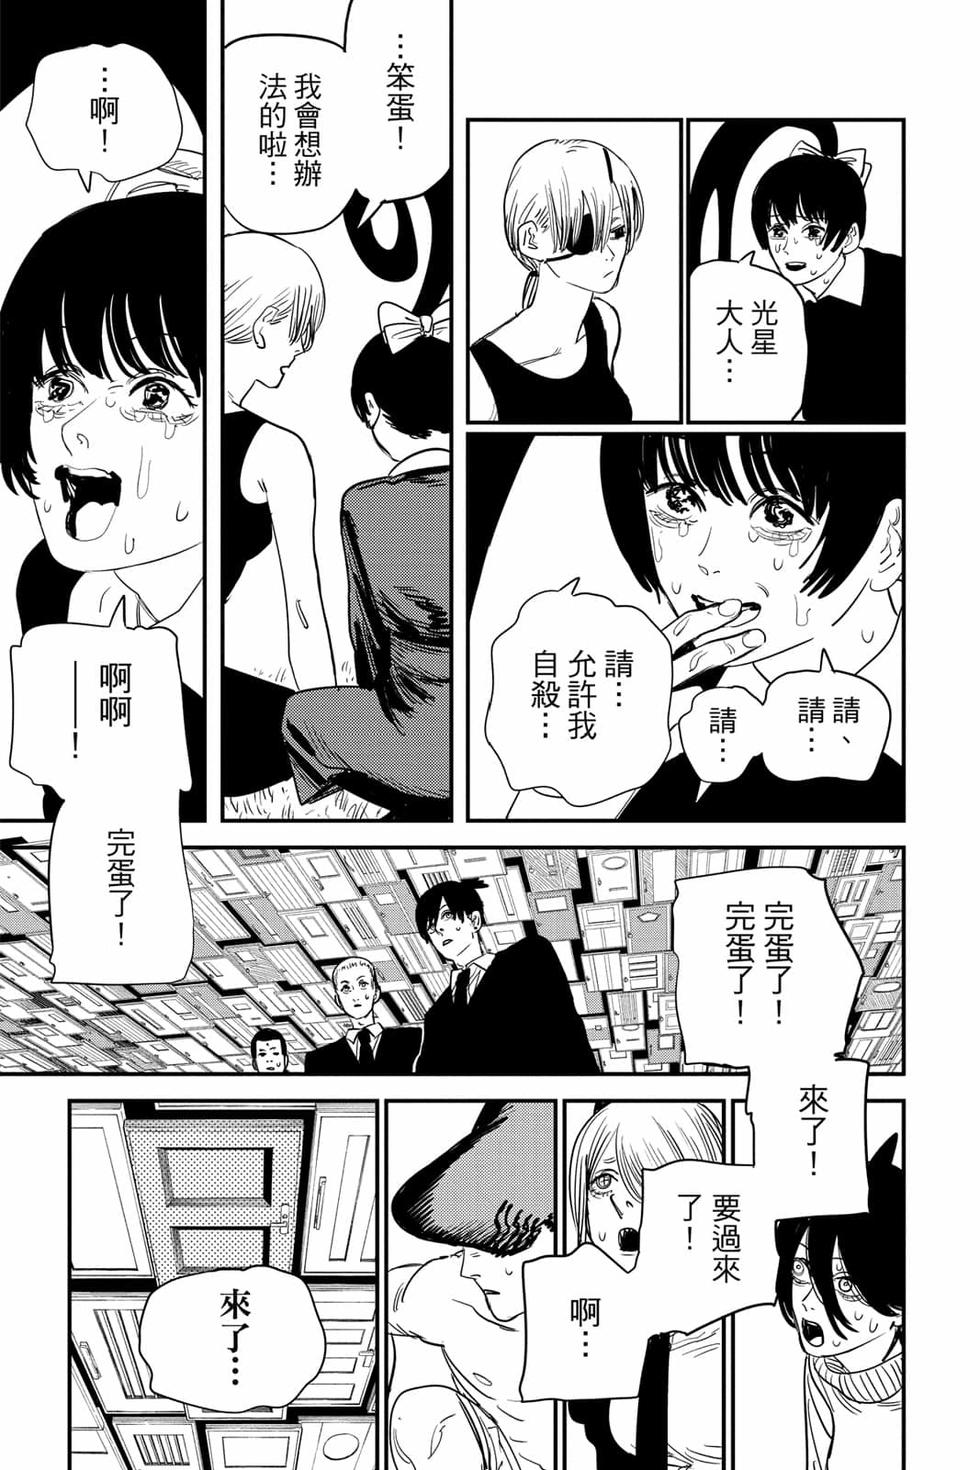 光星
大人…
請、
請…
請…
請…
允許我
自殺…
…笨蛋!
我會想辦
法的啦…
…啊!
啊啊
——!
完蛋了!
完蛋了!
完蛋了!
來了!
要過來
了!
啊…
來了…